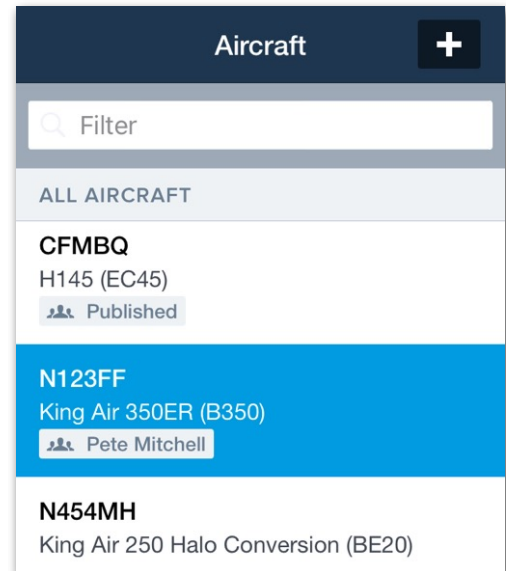 Aircraft
Filter
ALL AIRCRAFT
CFMBQ
H145 (EC45)
Published
N123FF
King Air 350ER (B350)
Pete Mitchell
N454MH
King Air 250 Halo Conversion (BE20)